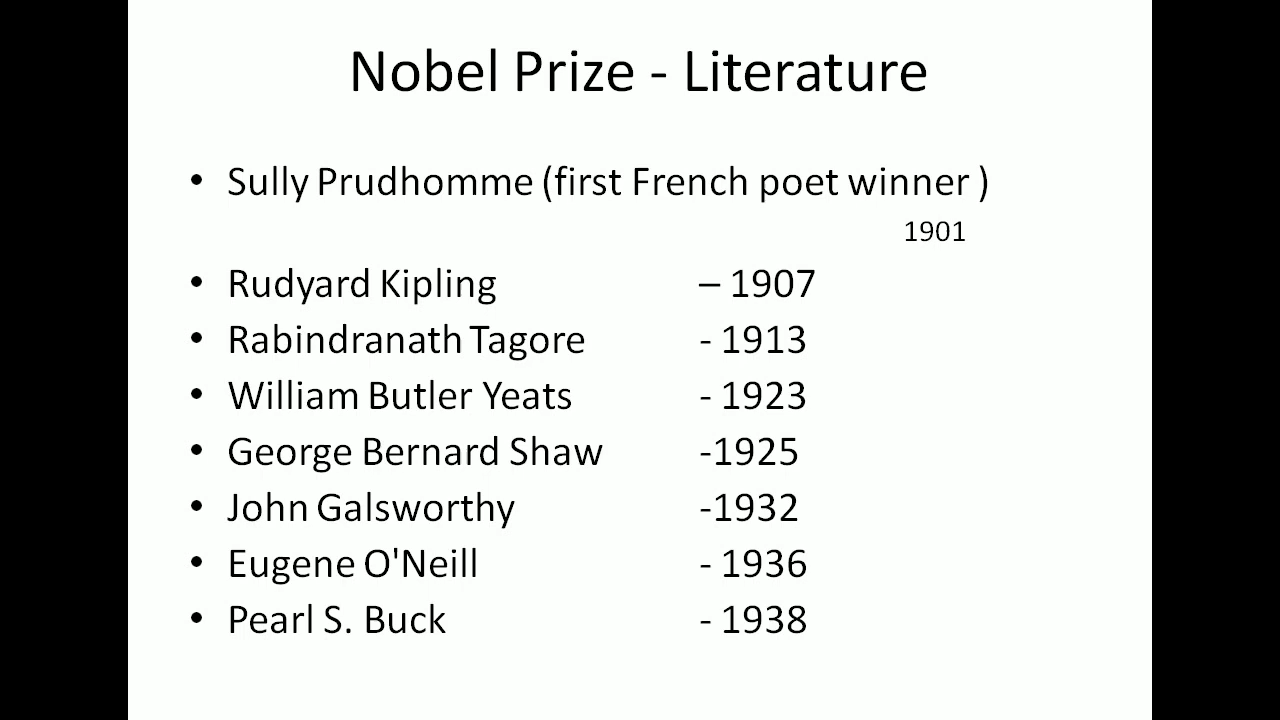 Nobel Prize - Literature
• Sully Prudhomme (first French poet winner )
1901
• Rudyard Kipling – 1907
• Rabindranath Tagore - 1913
• William Butler Yeats - 1923
• George Bernard Shaw -1925
• John Galsworthy -1932
• Eugene O'Neill - 1936
• Pearl S. Buck - 1938